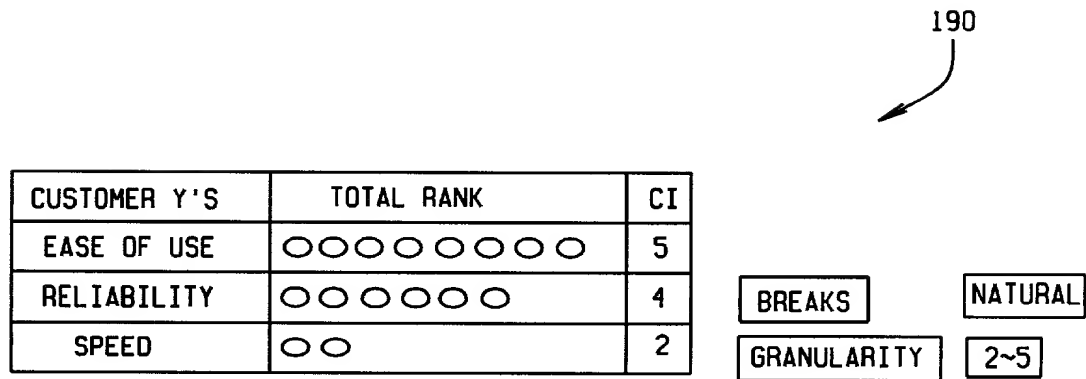 190
CUSTOMER Y'S TOTAL RANK CI
EASE OF USE 5
RELIABILITY 4
SPEED 2
BREAKS NATURAL
GRANULARITY 2~5